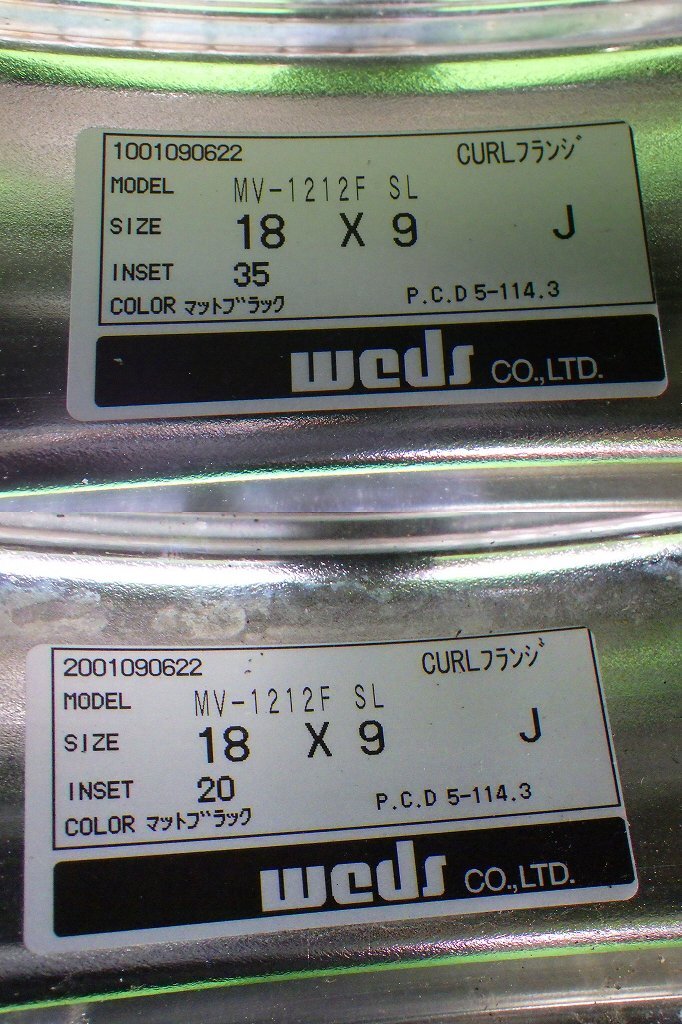 1001090622 CURLフランジ
MODEL MV-1212F SL
SIZE 18 X 9 J
INSET 35
COLOR マットブラック P.C.D 5-114.3
weds CO.,LTD.
2001090622 CURLフランジ
MODEL MV-1212F SL
SIZE 18 X 9 J
INSET 20
COLOR マットブラック P.C.D 5-114.3
weds CO.,LTD.